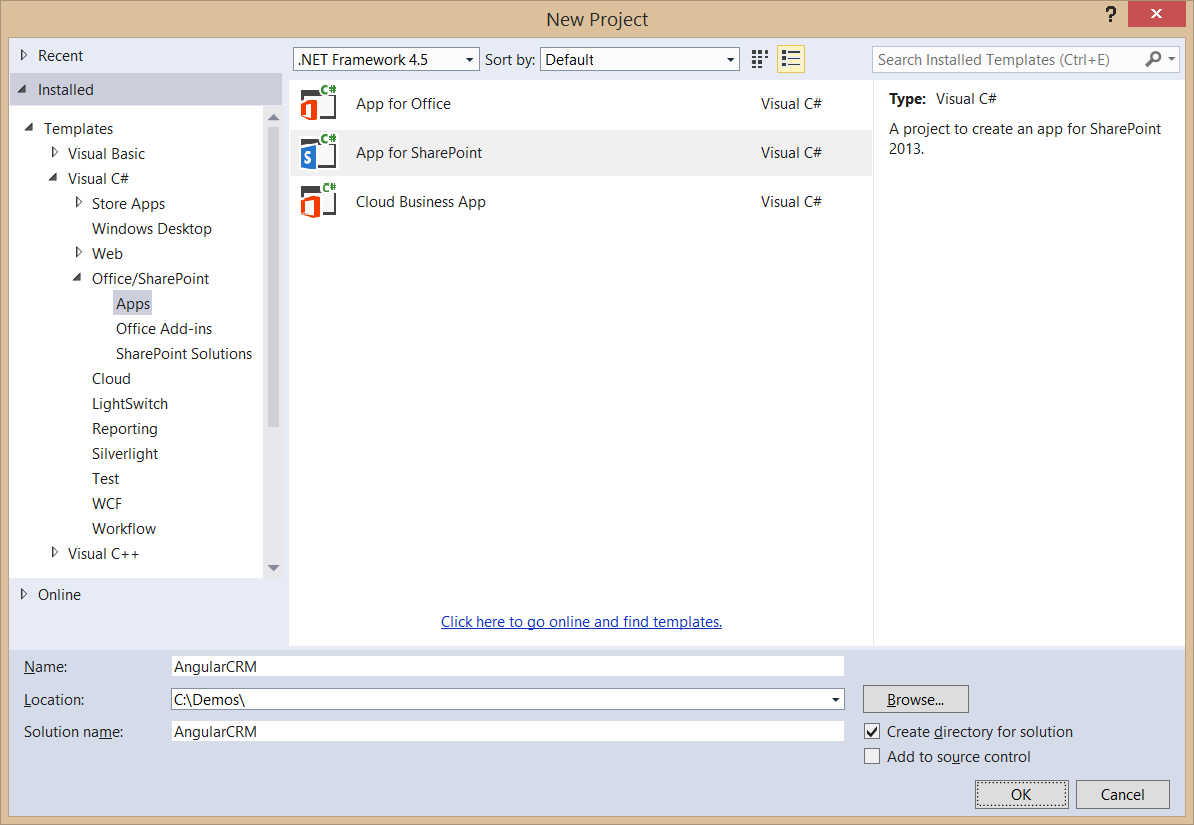 New Project
?
Recent
Installed
Templates
Visual Basic
Visual C#
Store Apps
Windows Desktop
Web
Office/SharePoint
Apps
Office Add-ins
SharePoint Solutions
Cloud
LightSwitch
Reporting
Silverlight
Test
WCF
Workflow
Visual C++
Online
.NET Framework 4.5
Sort by:
Default
Search Installed Templates (Ctrl+E)
C#
App for Office
Visual C#
C#
S
App for SharePoint
Visual C#
C#
Cloud Business App
Visual C#
Click here to go online and find templates.
Type: Visual C#
A project to create an app for SharePoint
2013.
Name:
AngularCRM
Location:
C:\Demos\
Browse...
Solution name:
AngularCRM
Create directory for solution
Add to source control
OK
Cancel